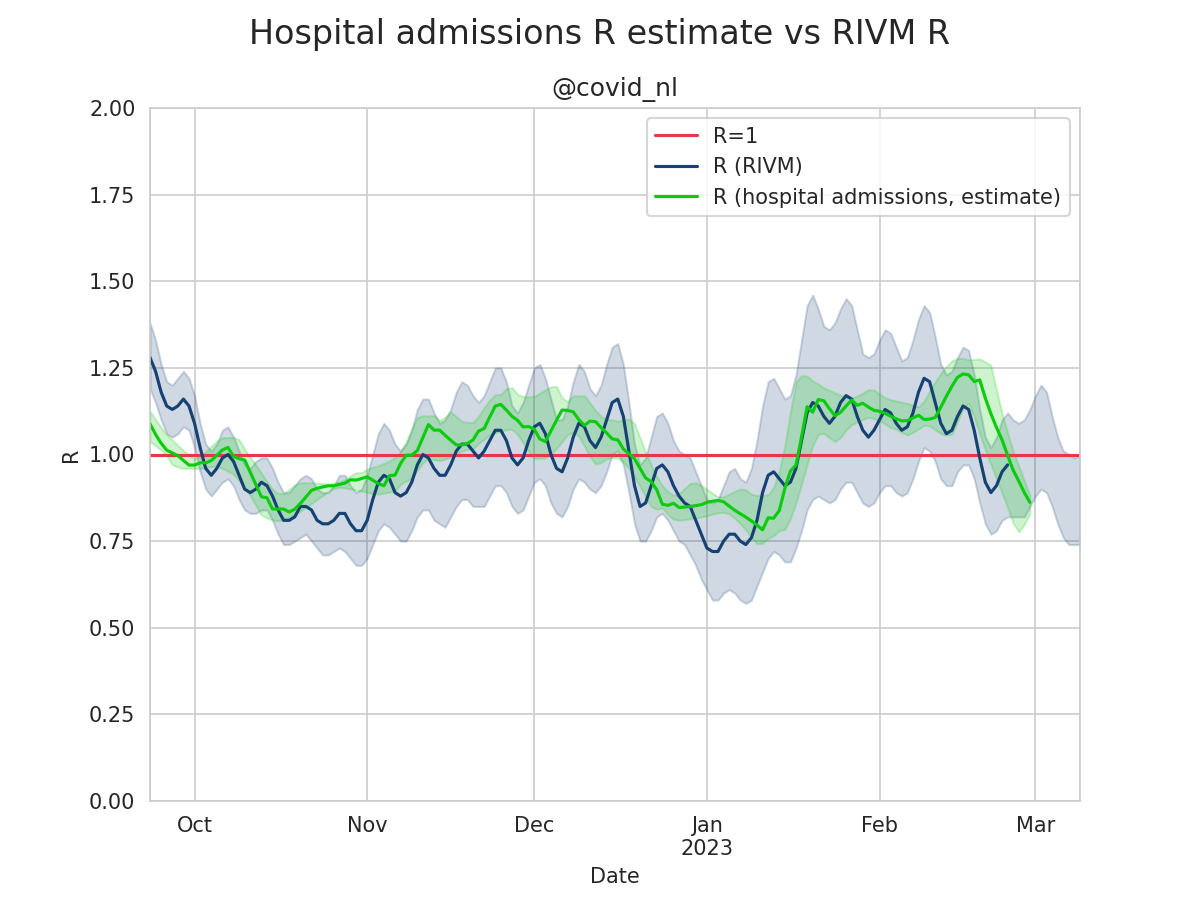 Hospital admissions R estimate vs RIVM R
@covid_nl
2.00
1.75
1.50
1.25
1.00
0.75
0.50
0.25
0.00
R
R=1
R (RIVM)
R (hospital admissions, estimate)
Oct Nov Dec Jan Feb Mar
2023
Date